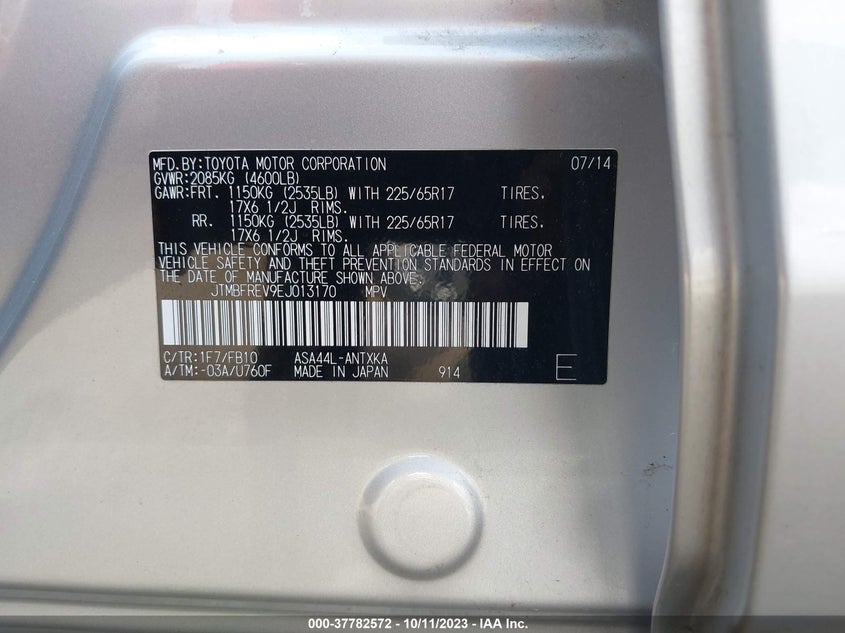 MFD.BY:TOYOTA MOTOR CORPORATION 07/14
GVWR:2085KG (4600LB)
GAWR:FRT. 1150KG (2535LB) WITH 225/65R17 TIRES.
17X6 1/2J RIMS.
RR. 1150KG (2535LB) WITH 225/65R17 TIRES.
17X6 1/2J RIMS.
THIS VEHICLE CONFORMS TO ALL APPLICABLE FEDERAL MOTOR
VEHICLE SAFETY AND THEFT PREVENTION STANDARDS IN EFFECT ON
THE DATE OF MANUFACTURE SHOWN ABOVE.
JTMBFREV9EJ013170 MPV
C/TR:1F7/FB10 ASA44L-ANTXKA
A/TM:-03A/U760F MADE IN JAPAN 914 E
000-37782572 - 10/11/2023 - IAA Inc.